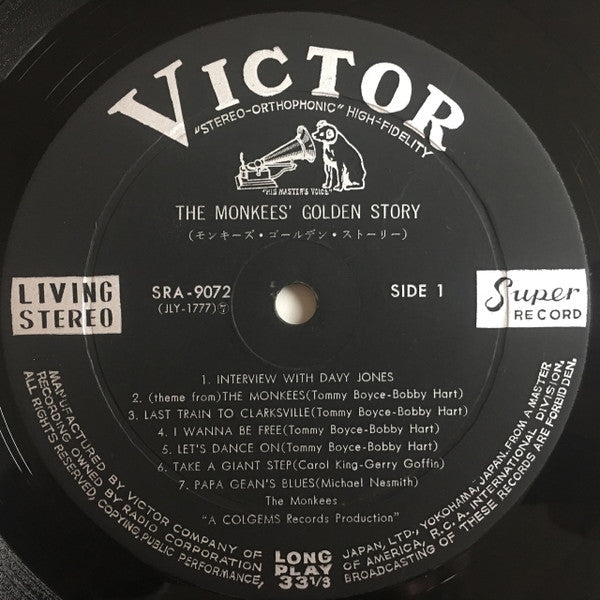 VICTOR
"STEREO-ORTHOPHONIC" HIGH-FIDELITY
"HIS MASTER'S VOICE"
THE MONKEES' GOLDEN STORY
(モンキーズ・ゴールデン・ストーリー)
LIVING
STEREO
SRA-9072
(JLY-1777)
SIDE 1
Super
RECORD
1. INTERVIEW WITH DAVY JONES
2. (theme from)THE MONKEES(Tommy Boyce-Bobby Hart)
3. LAST TRAIN TO CLARKSVILLE(Tommy Boyce-Bobby Hart)
4. I WANNA BE FREE(Tommy Boyce-Bobby Hart)
5. LET'S DANCE ON(Tommy Boyce-Bobby Hart)
6. TAKE A GIANT STEP(Carol King-Gerry Goffin)
7. PAPA GEAN'S BLUES(Michael Nesmith)
The Monkees
"A COLGEMS Records Production"
MANUFACTURED BY VICTOR COMPANY OF JAPAN, LTD., YOKOHAMA, JAPAN, FROM A MASTER
RECORDING OWNED BY RADIO CORPORATION OF AMERICA, R.C.A. INTERNATIONAL DIVISION.
ALL RIGHTS RESERVED, COPYING, PUBLIC PERFORMANCE, BROADCASTING OF THESE RECORDS ARE FORBIDDEN.
LONG
PLAY
33 1/3